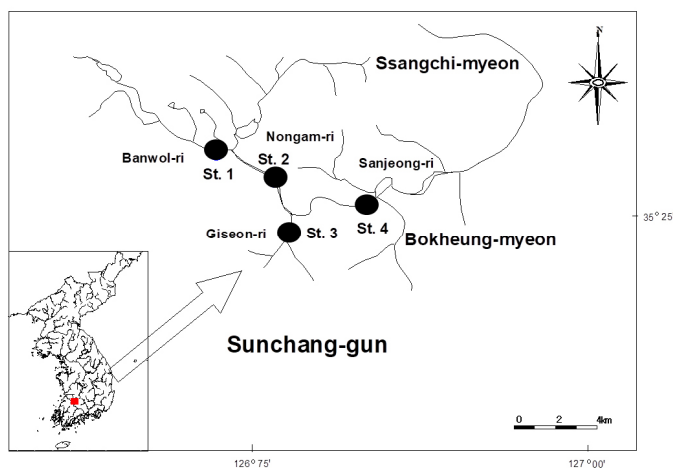 N
Ssangchi-myeon
Nongam-ri
Banwol-ri
St. 2
Sanjeong-ri
St. 1
35° 25'
Giseon-ri
St. 3
St. 4
Bokheung-myeon
Sunchang-gun
0 2 4km
126° 75'
127° 00'